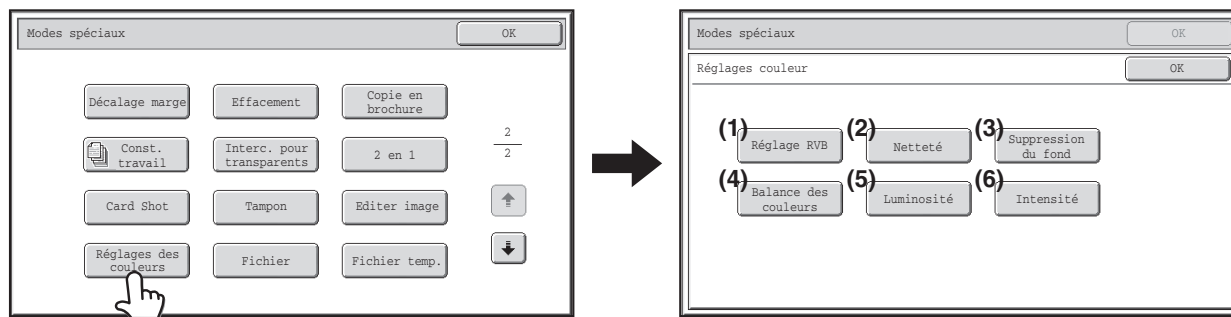 Modes spéciaux
OK
Décalage marge
Effacement
Copie en
brochure
Const.
travail
Interc. pour
transparents
2 en 1
2
2
Card Shot
Tampon
Editer image
Réglages des
couleurs
Fichier
Fichier temp.
Modes spéciaux
OK
Réglages couleur
OK
(1)
Réglage RVB
(2)
Netteté
(3)
Suppression
du fond
(4)
Balance des
couleurs
(5)
Luminosité
(6)
Intensité